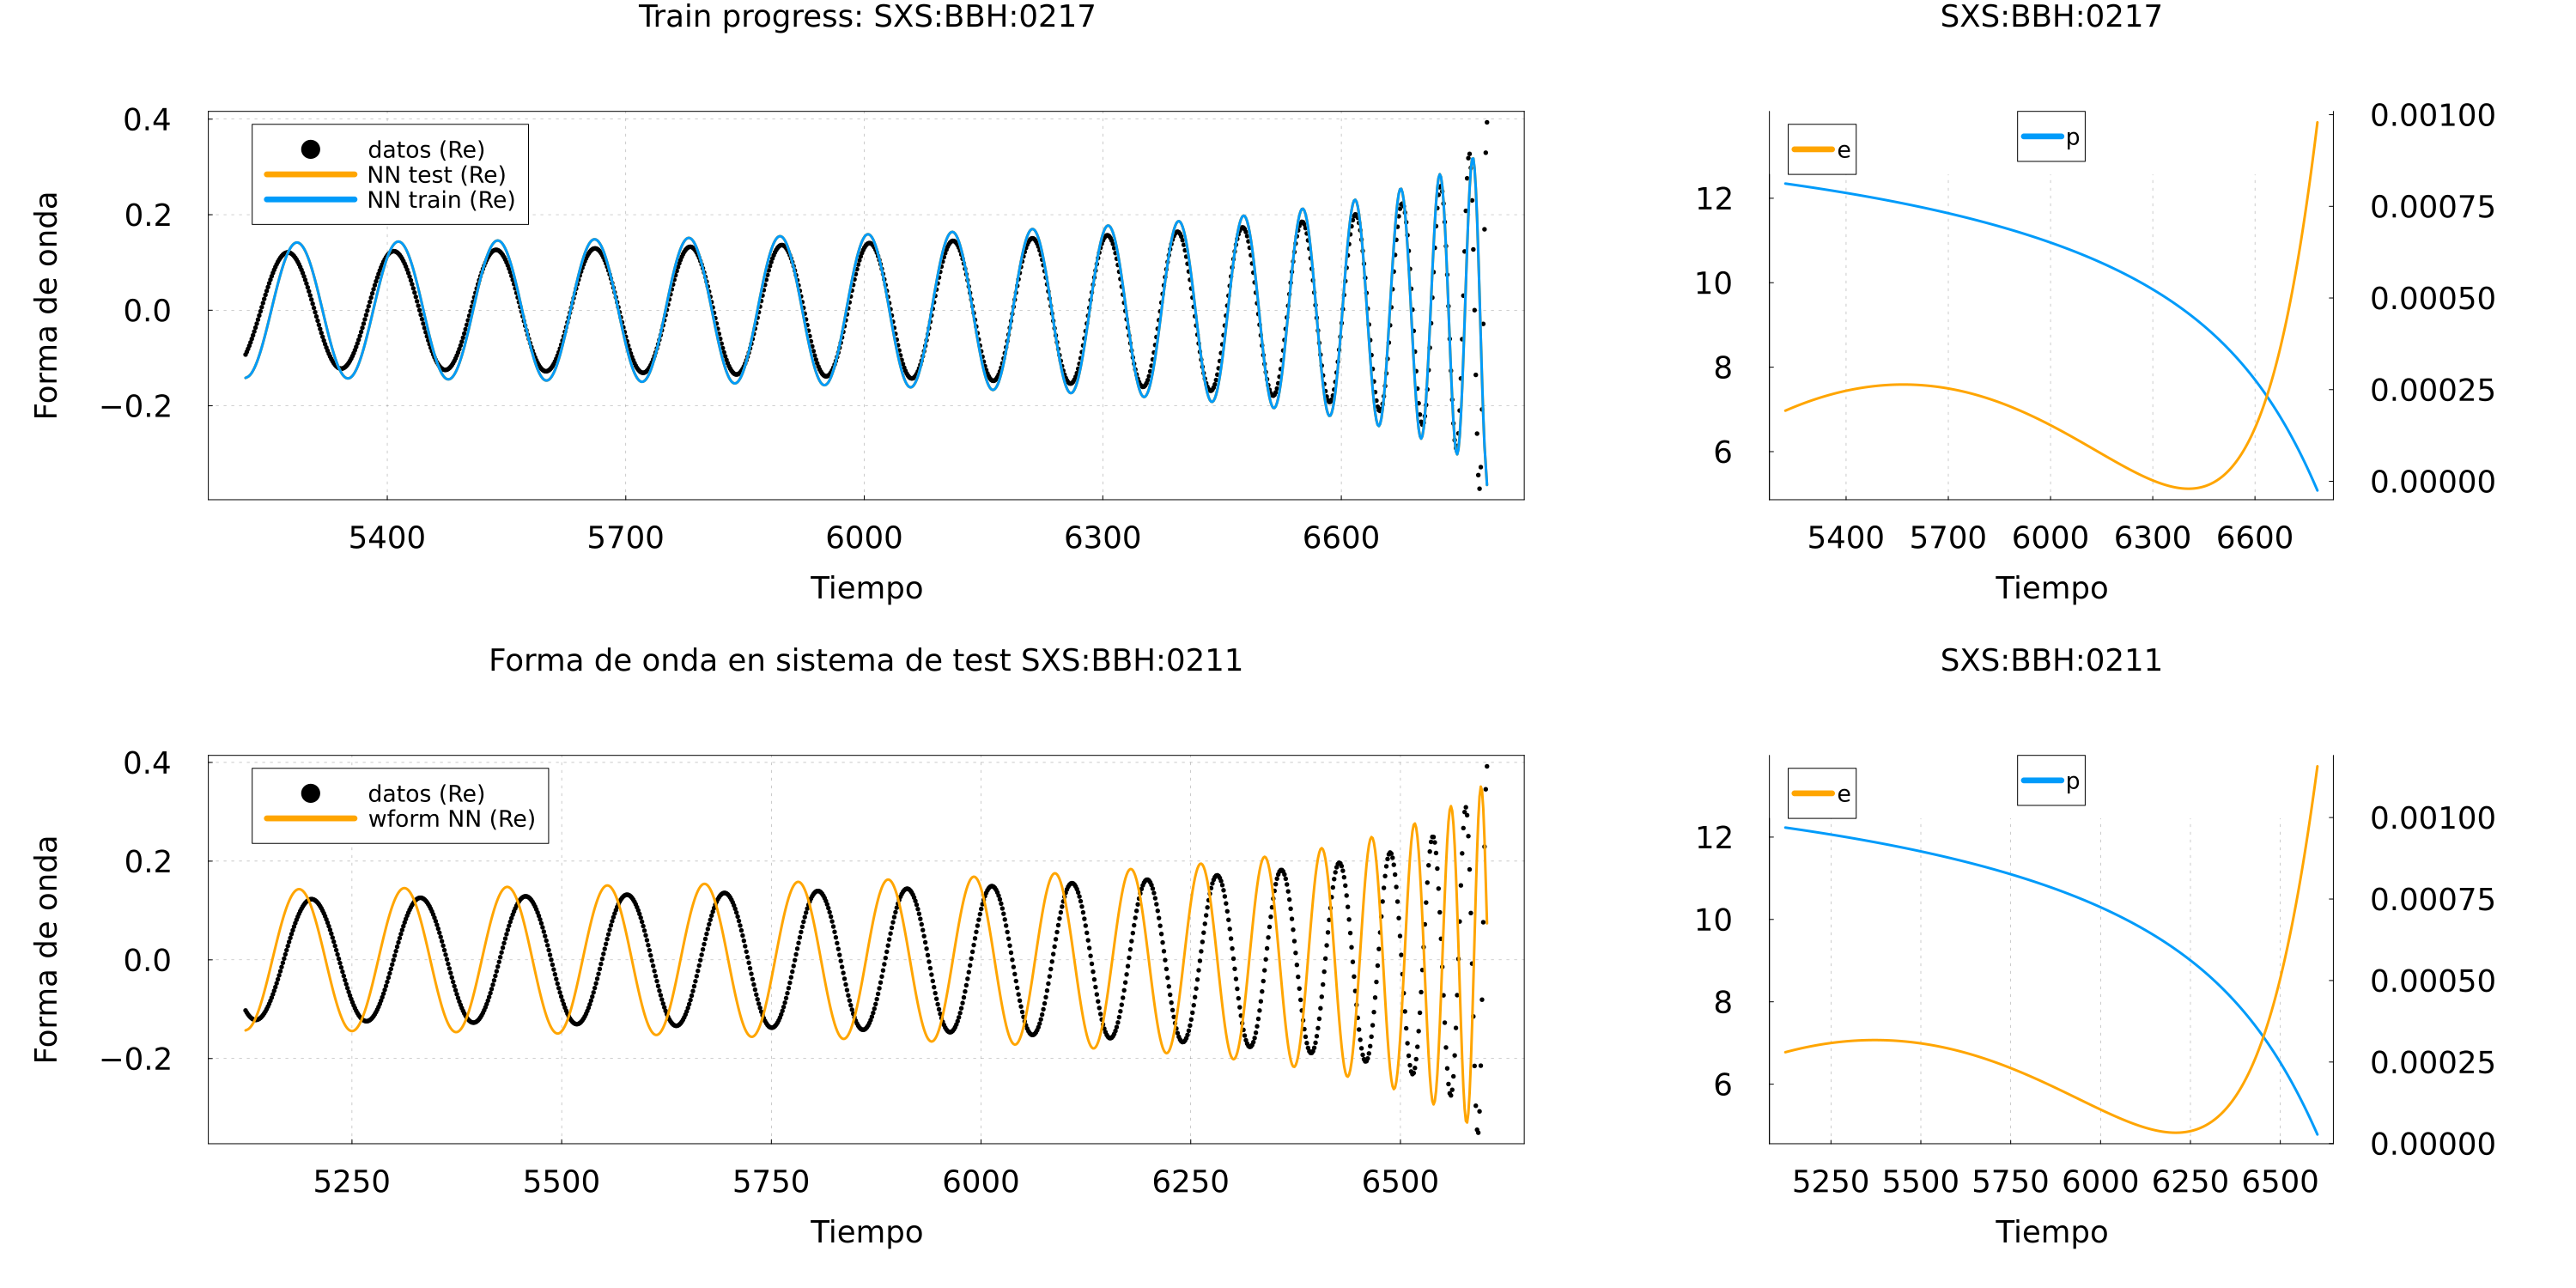 Train progress: SXS:BBH:0217
0.4
0.2
0.0
−0.2
Forma de onda
datos (Re)
NN test (Re)
NN train (Re)
5400 5700 6000 6300 6600
Tiempo
SXS:BBH:0217
e
p
12
10
8
6
0.00100
0.00075
0.00050
0.00025
0.00000
5400 5700 6000 6300 6600
Tiempo
Forma de onda en sistema de test SXS:BBH:0211
0.4
0.2
0.0
−0.2
Forma de onda
datos (Re)
wform NN (Re)
5250 5500 5750 6000 6250 6500
Tiempo
SXS:BBH:0211
e
p
12
10
8
6
0.00100
0.00075
0.00050
0.00025
0.00000
5250 5500 5750 6000 6250 6500
Tiempo